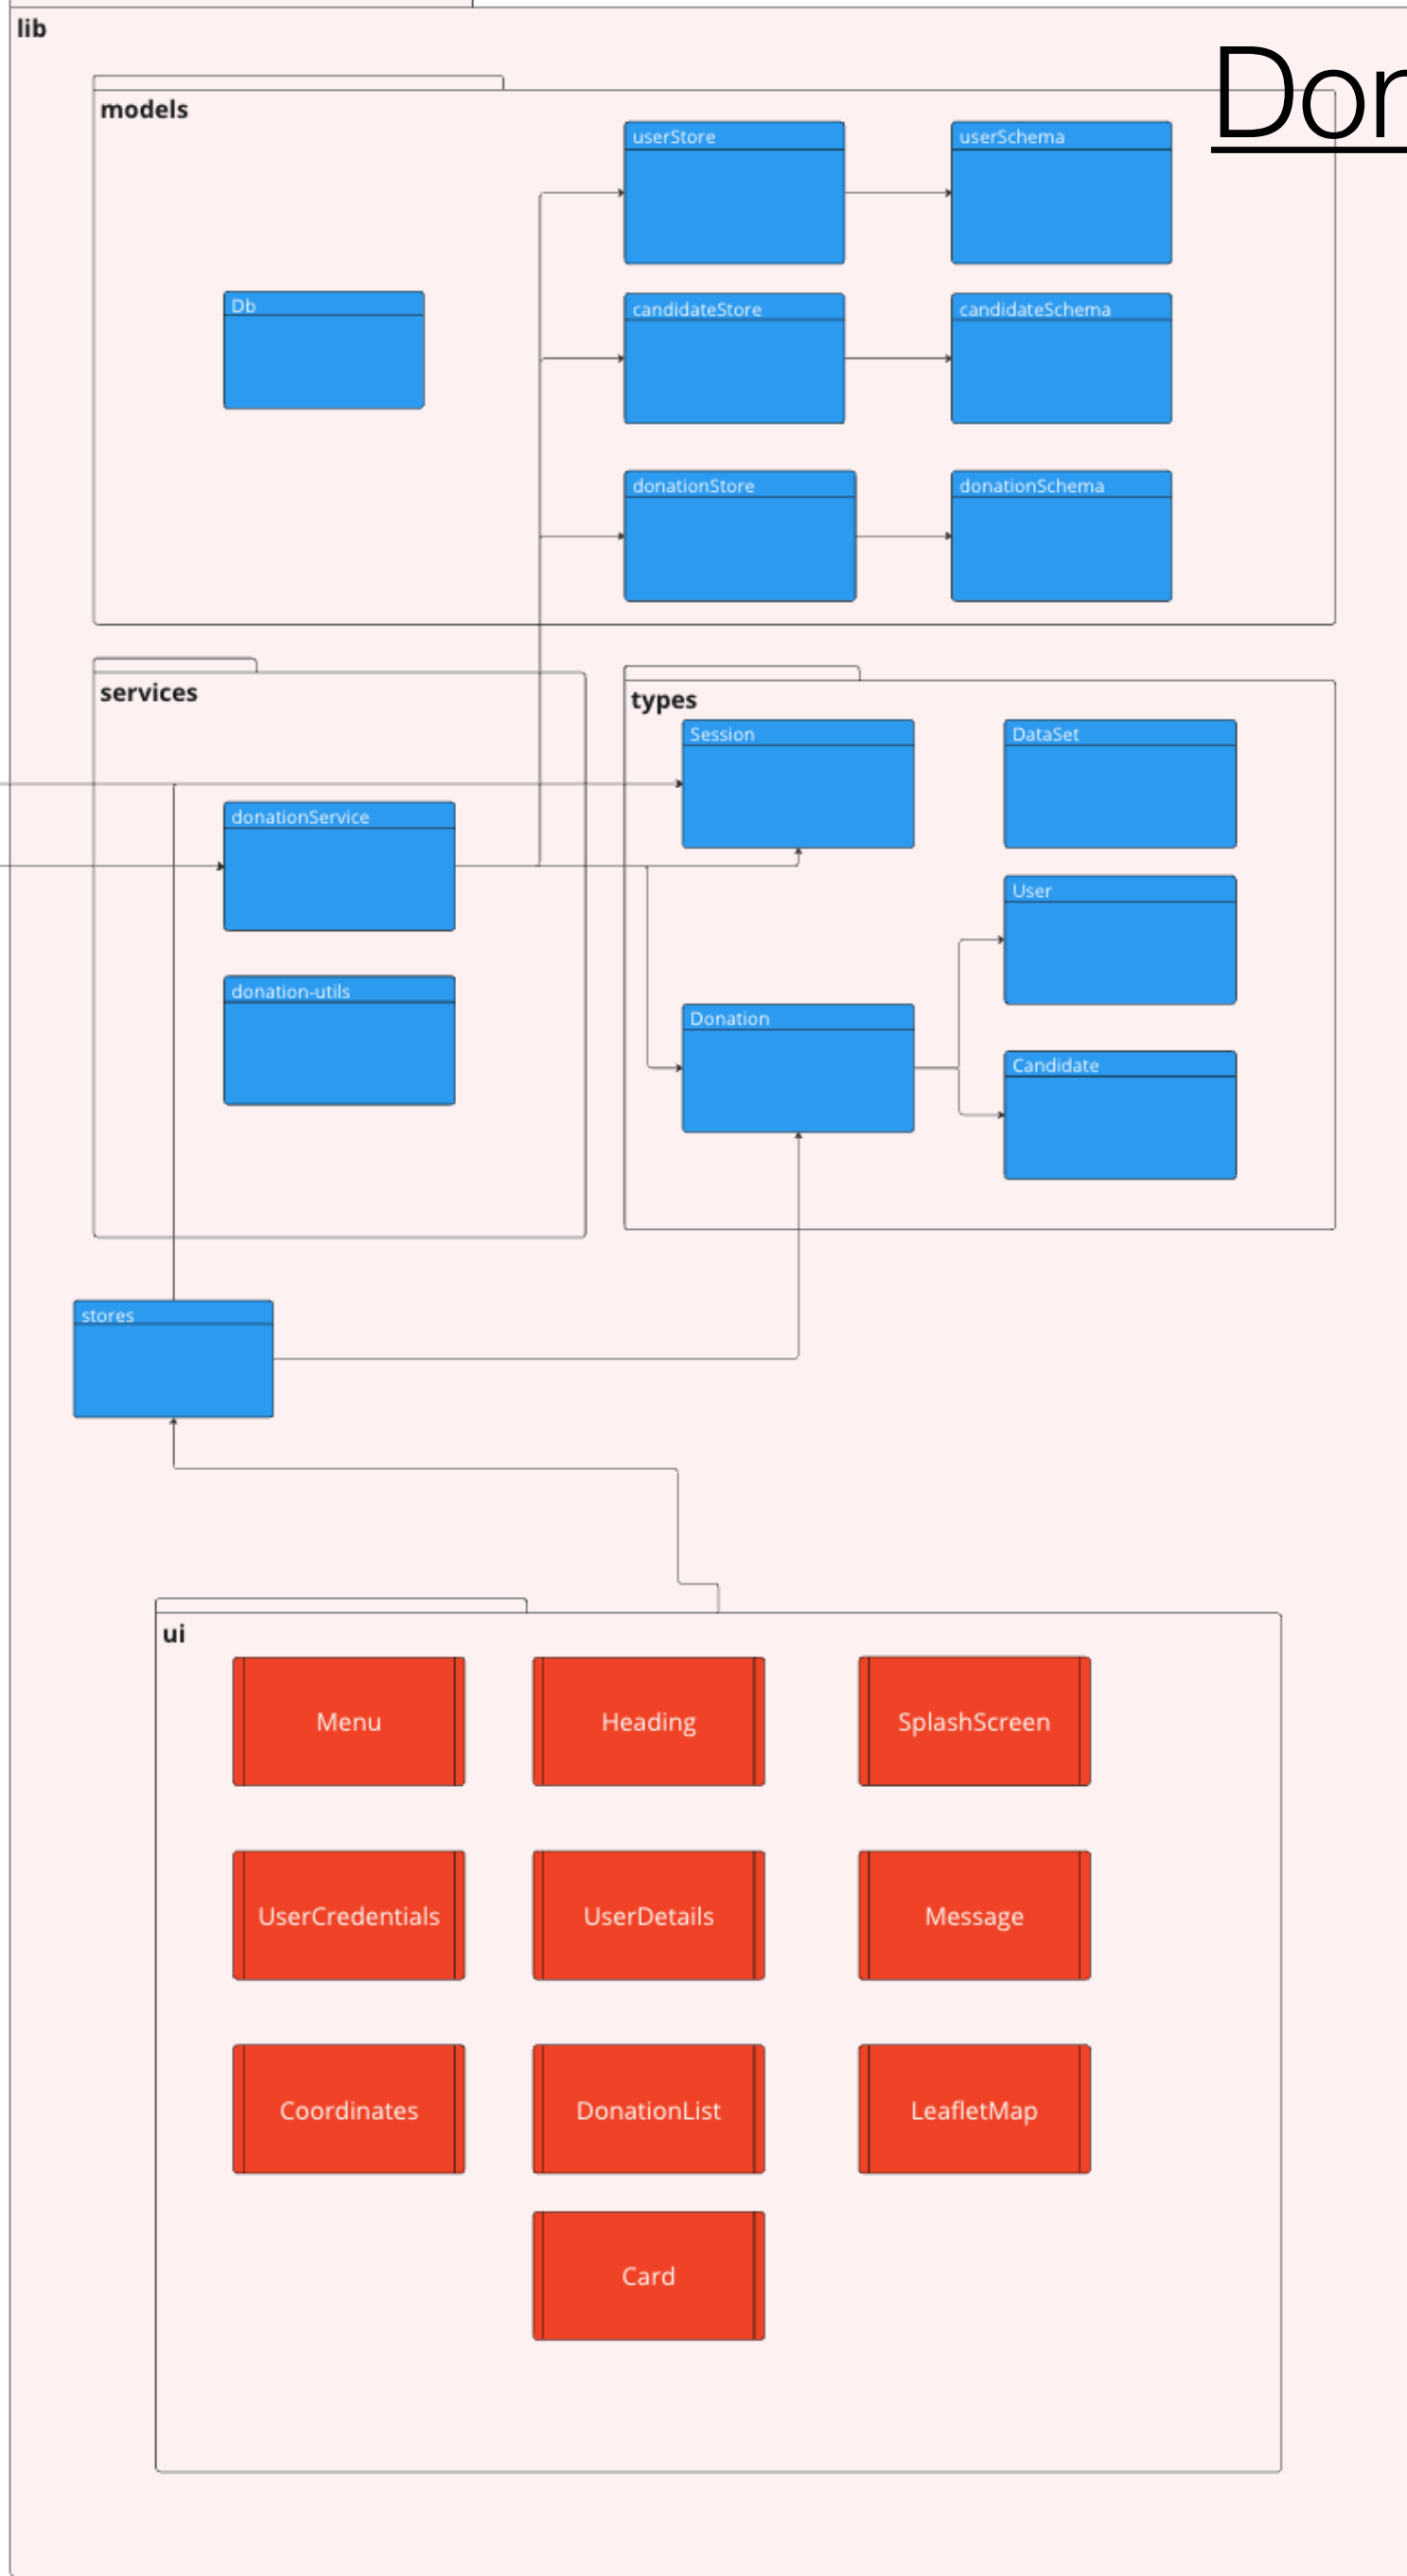 lib
Don
models
userStore
userSchema
Db
candidateStore
candidateSchema
donationStore
donationSchema
services
types
Session
DataSet
donationService
User
donation-utils
Donation
Candidate
stores
ui
Menu
Heading
SplashScreen
UserCredentials
UserDetails
Message
Coordinates
DonationList
LeafletMap
Card